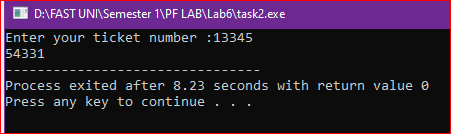 D:\FAST UNI\Semester 1\PF LAB\Lab6\task2.exe
Enter your ticket number :13345
54331
--------------------------------
Process exited after 8.23 seconds with return value 0
Press any key to continue . . .